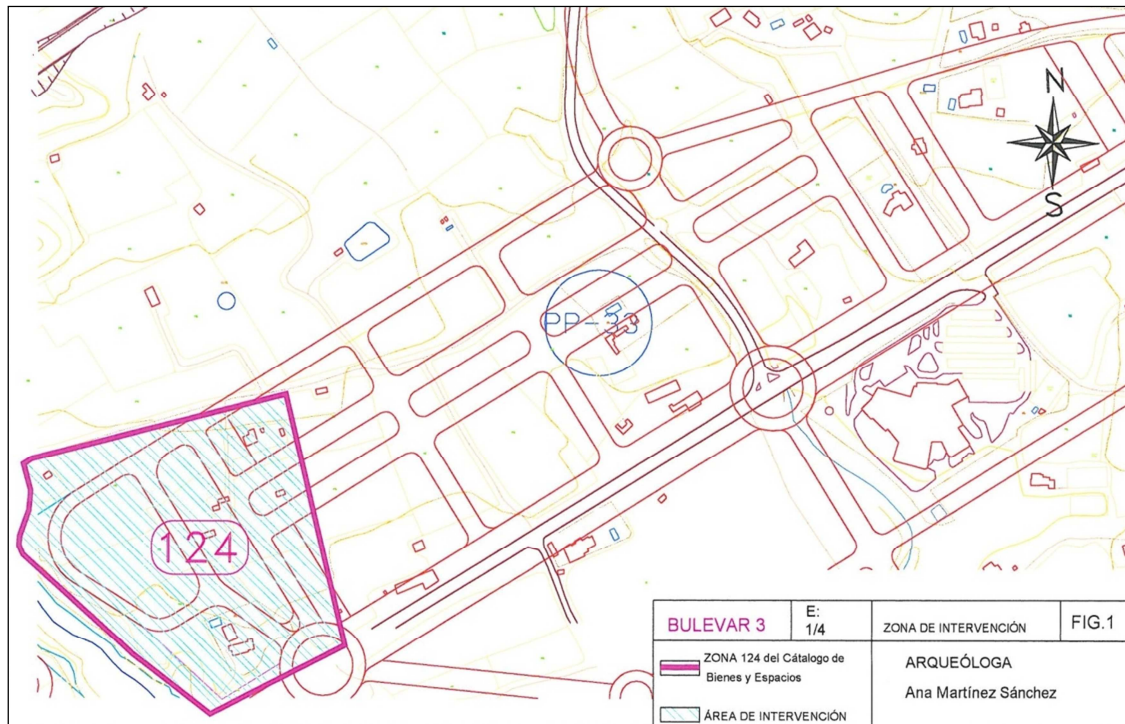 N
S
PP-33
124
BULEVAR 3
E:
1/4
ZONA DE INTERVENCIÓN
FIG.1
ZONA 124 del Cátalogo de
Bienes y Espacios
ÁREA DE INTERVENCIÓN
ARQUEÓLOGA
Ana Martínez Sánchez